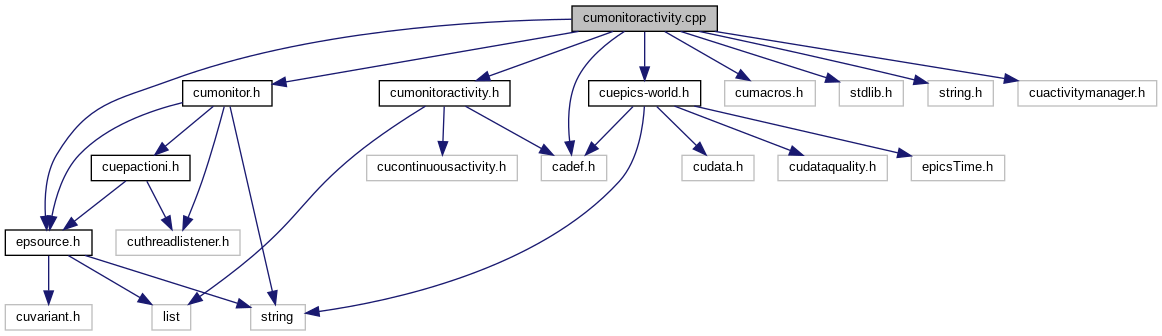 cumonitoractivity.cpp
cumonitor.h
cumonitoractivity.h
cuepics-world.h
cumacros.h
stdlib.h
string.h
cuactivitymanager.h
cuepactioni.h
cucontinuousactivity.h
cadef.h
cudata.h
cudataquality.h
epicsTime.h
epsource.h
cuthreadlistener.h
cuvariant.h
list
string